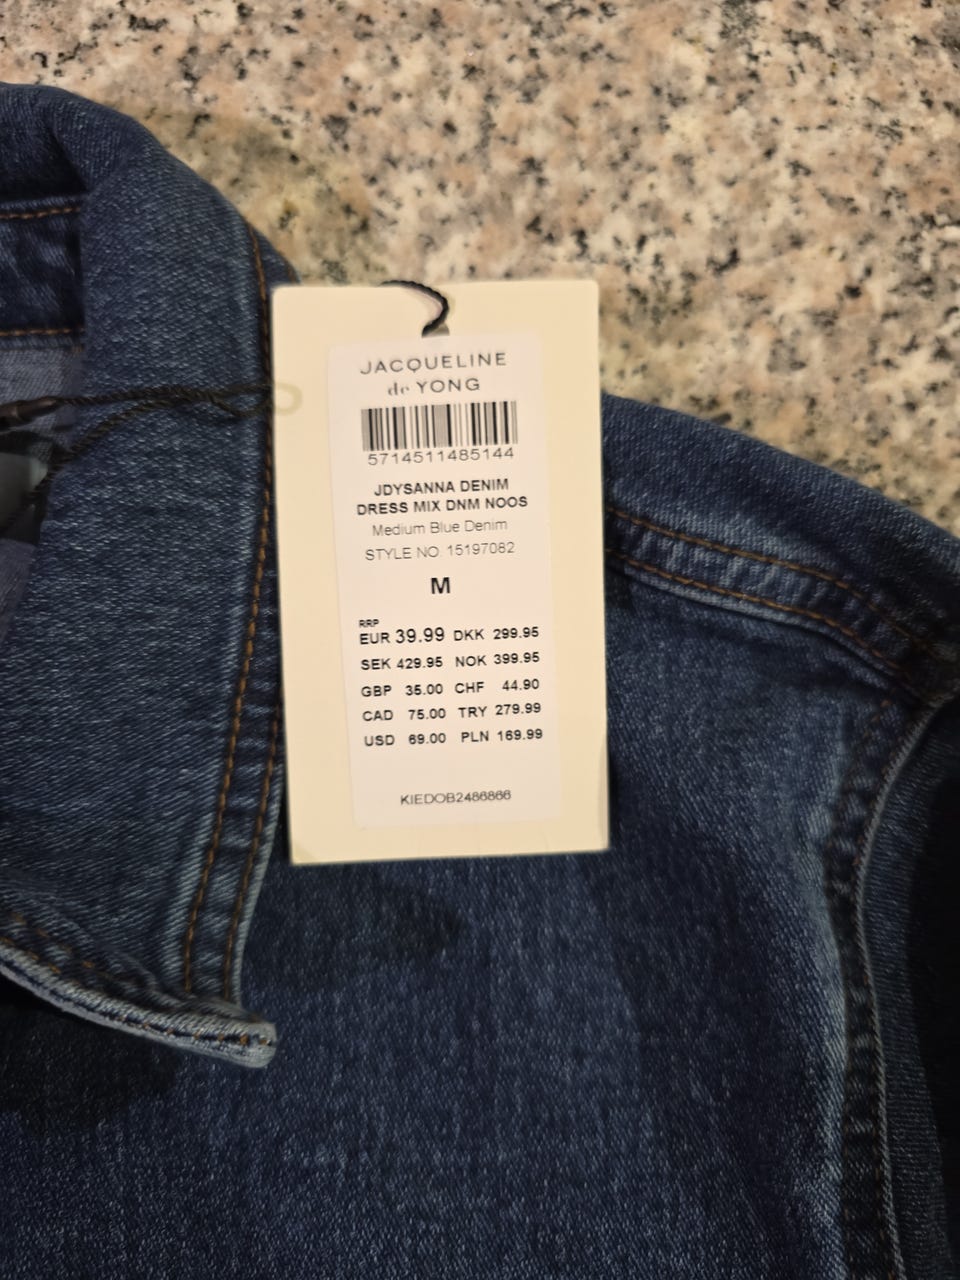 JACQUELINE
de YONG
5714511485144
JDYSANNA DENIM
DRESS MIX DNM NOOS
Medium Blue Denim
STYLE NO. 15197082
M
RRP
EUR 39.99 DKK 299.95
SEK 429.95 NOK 399.95
GBP 35.00 CHF 44.90
CAD 75.00 TRY 279.99
USD 69.00 PLN 169.99
KIEDOB2486866